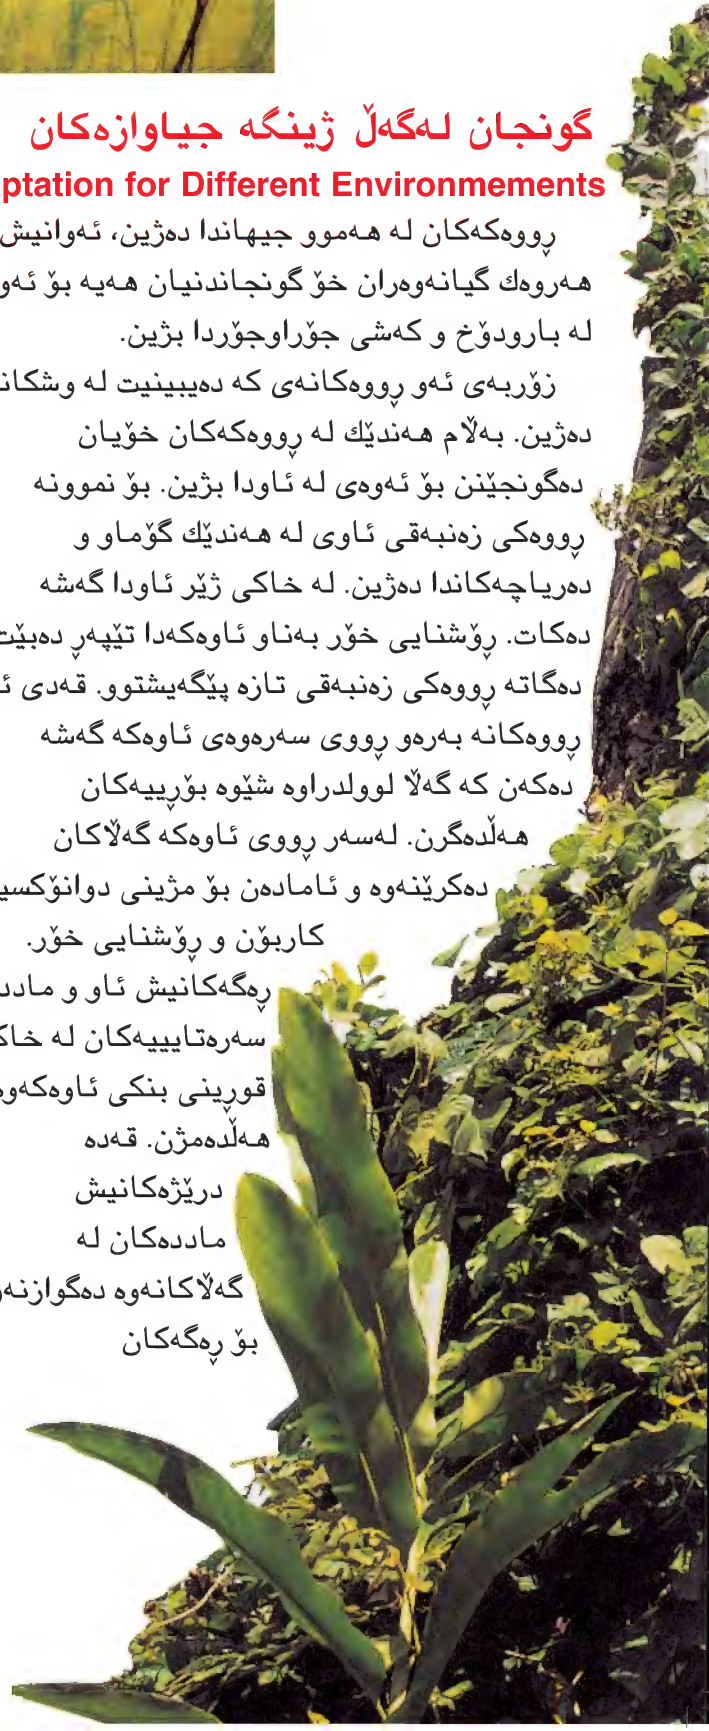 گونجان لەگەڵ ژینگە جیاوازەکان
ptation for Different Environmements
ڕووەکەکان لە هەموو جیهاندا دەژین، ئەوانیش
هەروەك گیانەوەران خۆ گونجاندنیان هەیە بۆ ئەو
لە بارودۆخ و کەشی جۆراوجۆردا بژین.
زۆربەی ئەو ڕووەکانەی کە دەیبینیت لە وشکان
دەژین. بەڵام هەندێك لە ڕووەکەکان خۆیان
دەگونجێنن بۆ ئەوەی لە ئاودا بژین. بۆ نموونە
ڕووەکی زەنبەقی ئاوی لە هەندێك گۆماو و
دەریاچەکاندا دەژین. لە خاکی ژێر ئاودا گەشە
دەکات. ڕۆشنایی خۆر بەناو ئاوەکەدا تێپەڕ دەبێت
دەگاتە ڕووەکی زەنبەقی تازە پێگەیشتوو. قەدی ئ
ڕووەکانە بەرەو ڕووی سەرەوەی ئاوەکە گەشە
دەکەن کە گەڵا لوولدراوە شێوە بۆڕییەکان
هەڵدەگرن. لەسەر ڕووی ئاوەکە گەڵاکان
دەکرێنەوە و ئامادەن بۆ مژینی دوانۆکسی
کاربۆن و ڕۆشنایی خۆر.
ڕەگەکانیش ئاو و مادد
سەرەتایییەکان لە خاک
قوڕینی بنکی ئاوەکەوە
هەڵدەمژن. قەدە
درێژەکانیش
ماددەکان لە
گەڵاکانەوە دەگوازنەو
بۆ ڕەگەکان